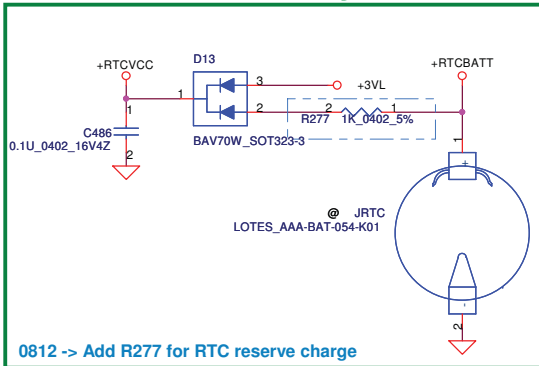 D13
+RTCVCC
+RTCBATT
1
3
+3VL
1
2
2
1
R277
1K_0402_5%
C486
0.1U_0402_16V4Z
2
BAV70W_SOT323-3
1
+
@ JRTC
LOTES_AAA-BAT-054-K01
-
2
0812 -> Add R277 for RTC reserve charge